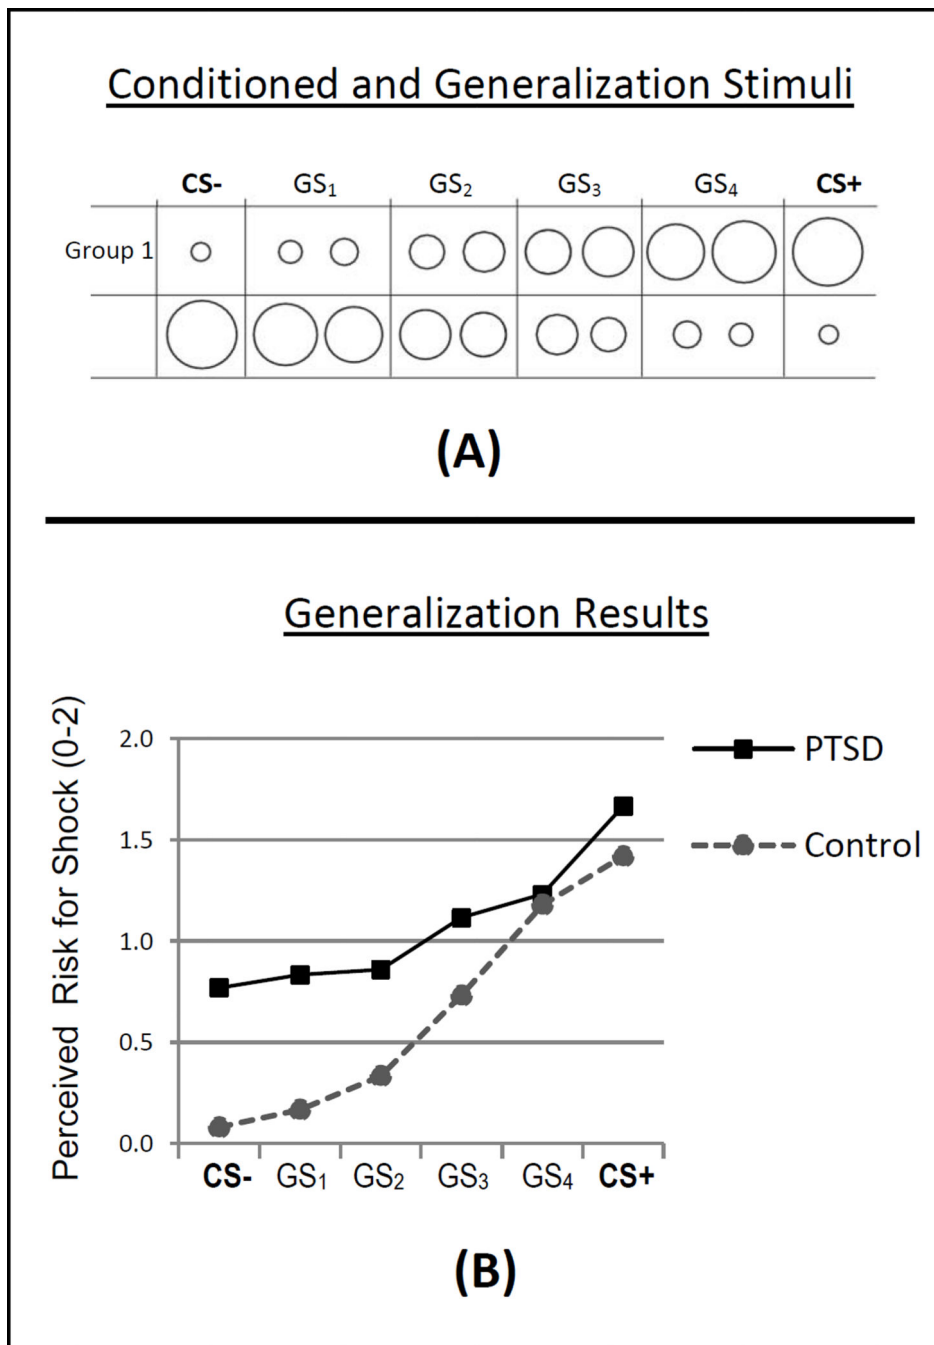 Conditioned and Generalization Stimuli
CS- GS₁ GS₂ GS₃ GS₄ CS+
Group 1
(A)
Generalization Results
Perceived Risk for Shock (0-2)
2.0
1.5
1.0
0.5
0.0
CS- GS₁ GS₂ GS₃ GS₄ CS+
PTSD
Control
(B)